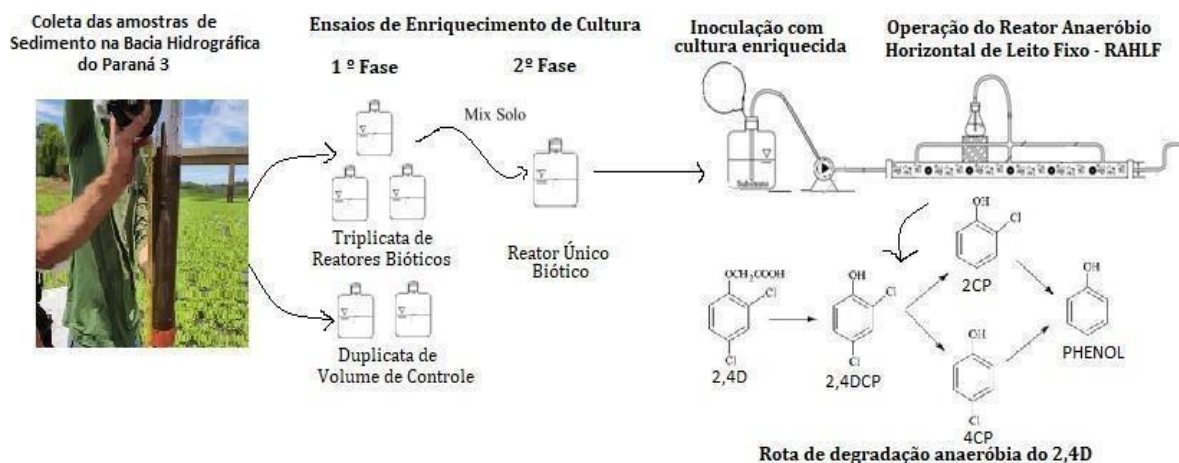 Coleta das amostras de
Sedimento na Bacia Hidrográfica
do Paraná 3
Ensaios de Enriquecimento de Cultura
1 º Fase
2º Fase
Mix Solo
Triplicata de
Reatores Bióticos
Reator Único
Biótico
Duplicata de
Volume de Controle
Inoculação com
cultura enriquecida
Substrato
Operação do Reator Anaeróbio
Horizontal de Leito Fixo - RAHLF
OCH₂COOH
Cl
Cl
2,4D
OH
Cl
Cl
2,4DCP
OH
Cl
2CP
OH
Cl
4CP
OH
PHENOL
Rota de degradação anaeróbia do 2,4D